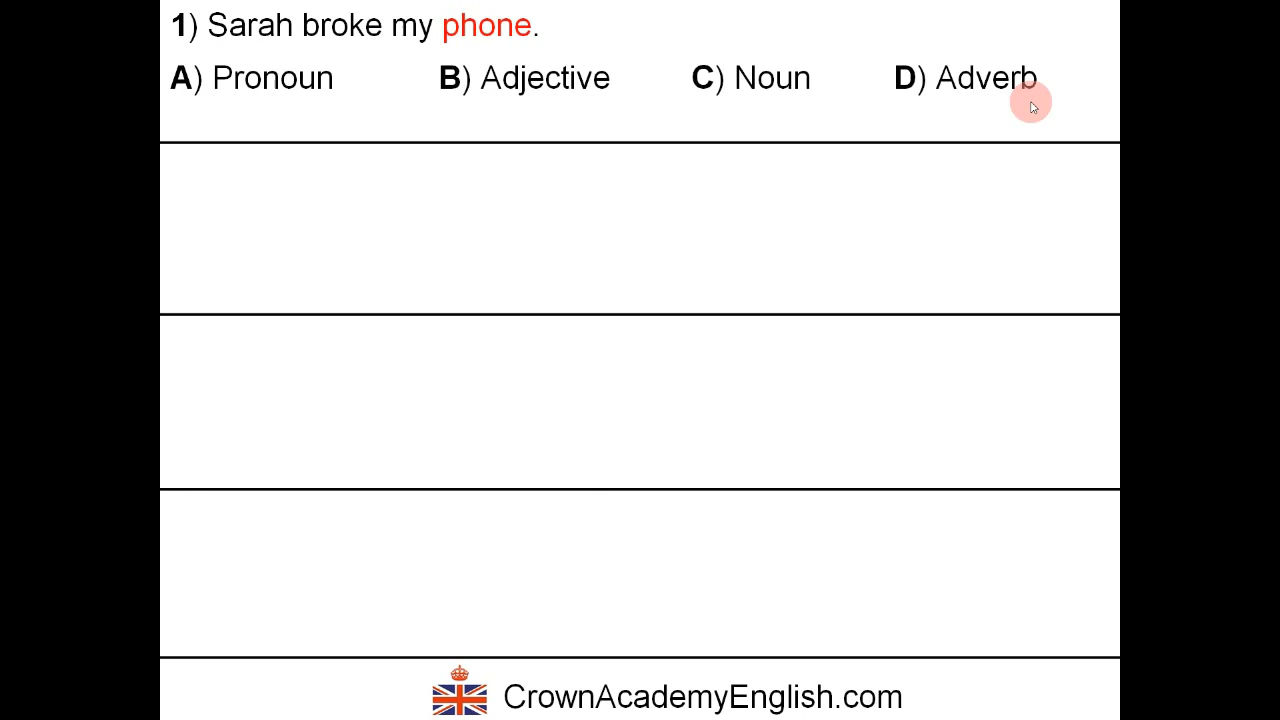 1) Sarah broke my phone.
A) Pronoun B) Adjective C) Noun D) Adverb
CrownAcademyEnglish.com